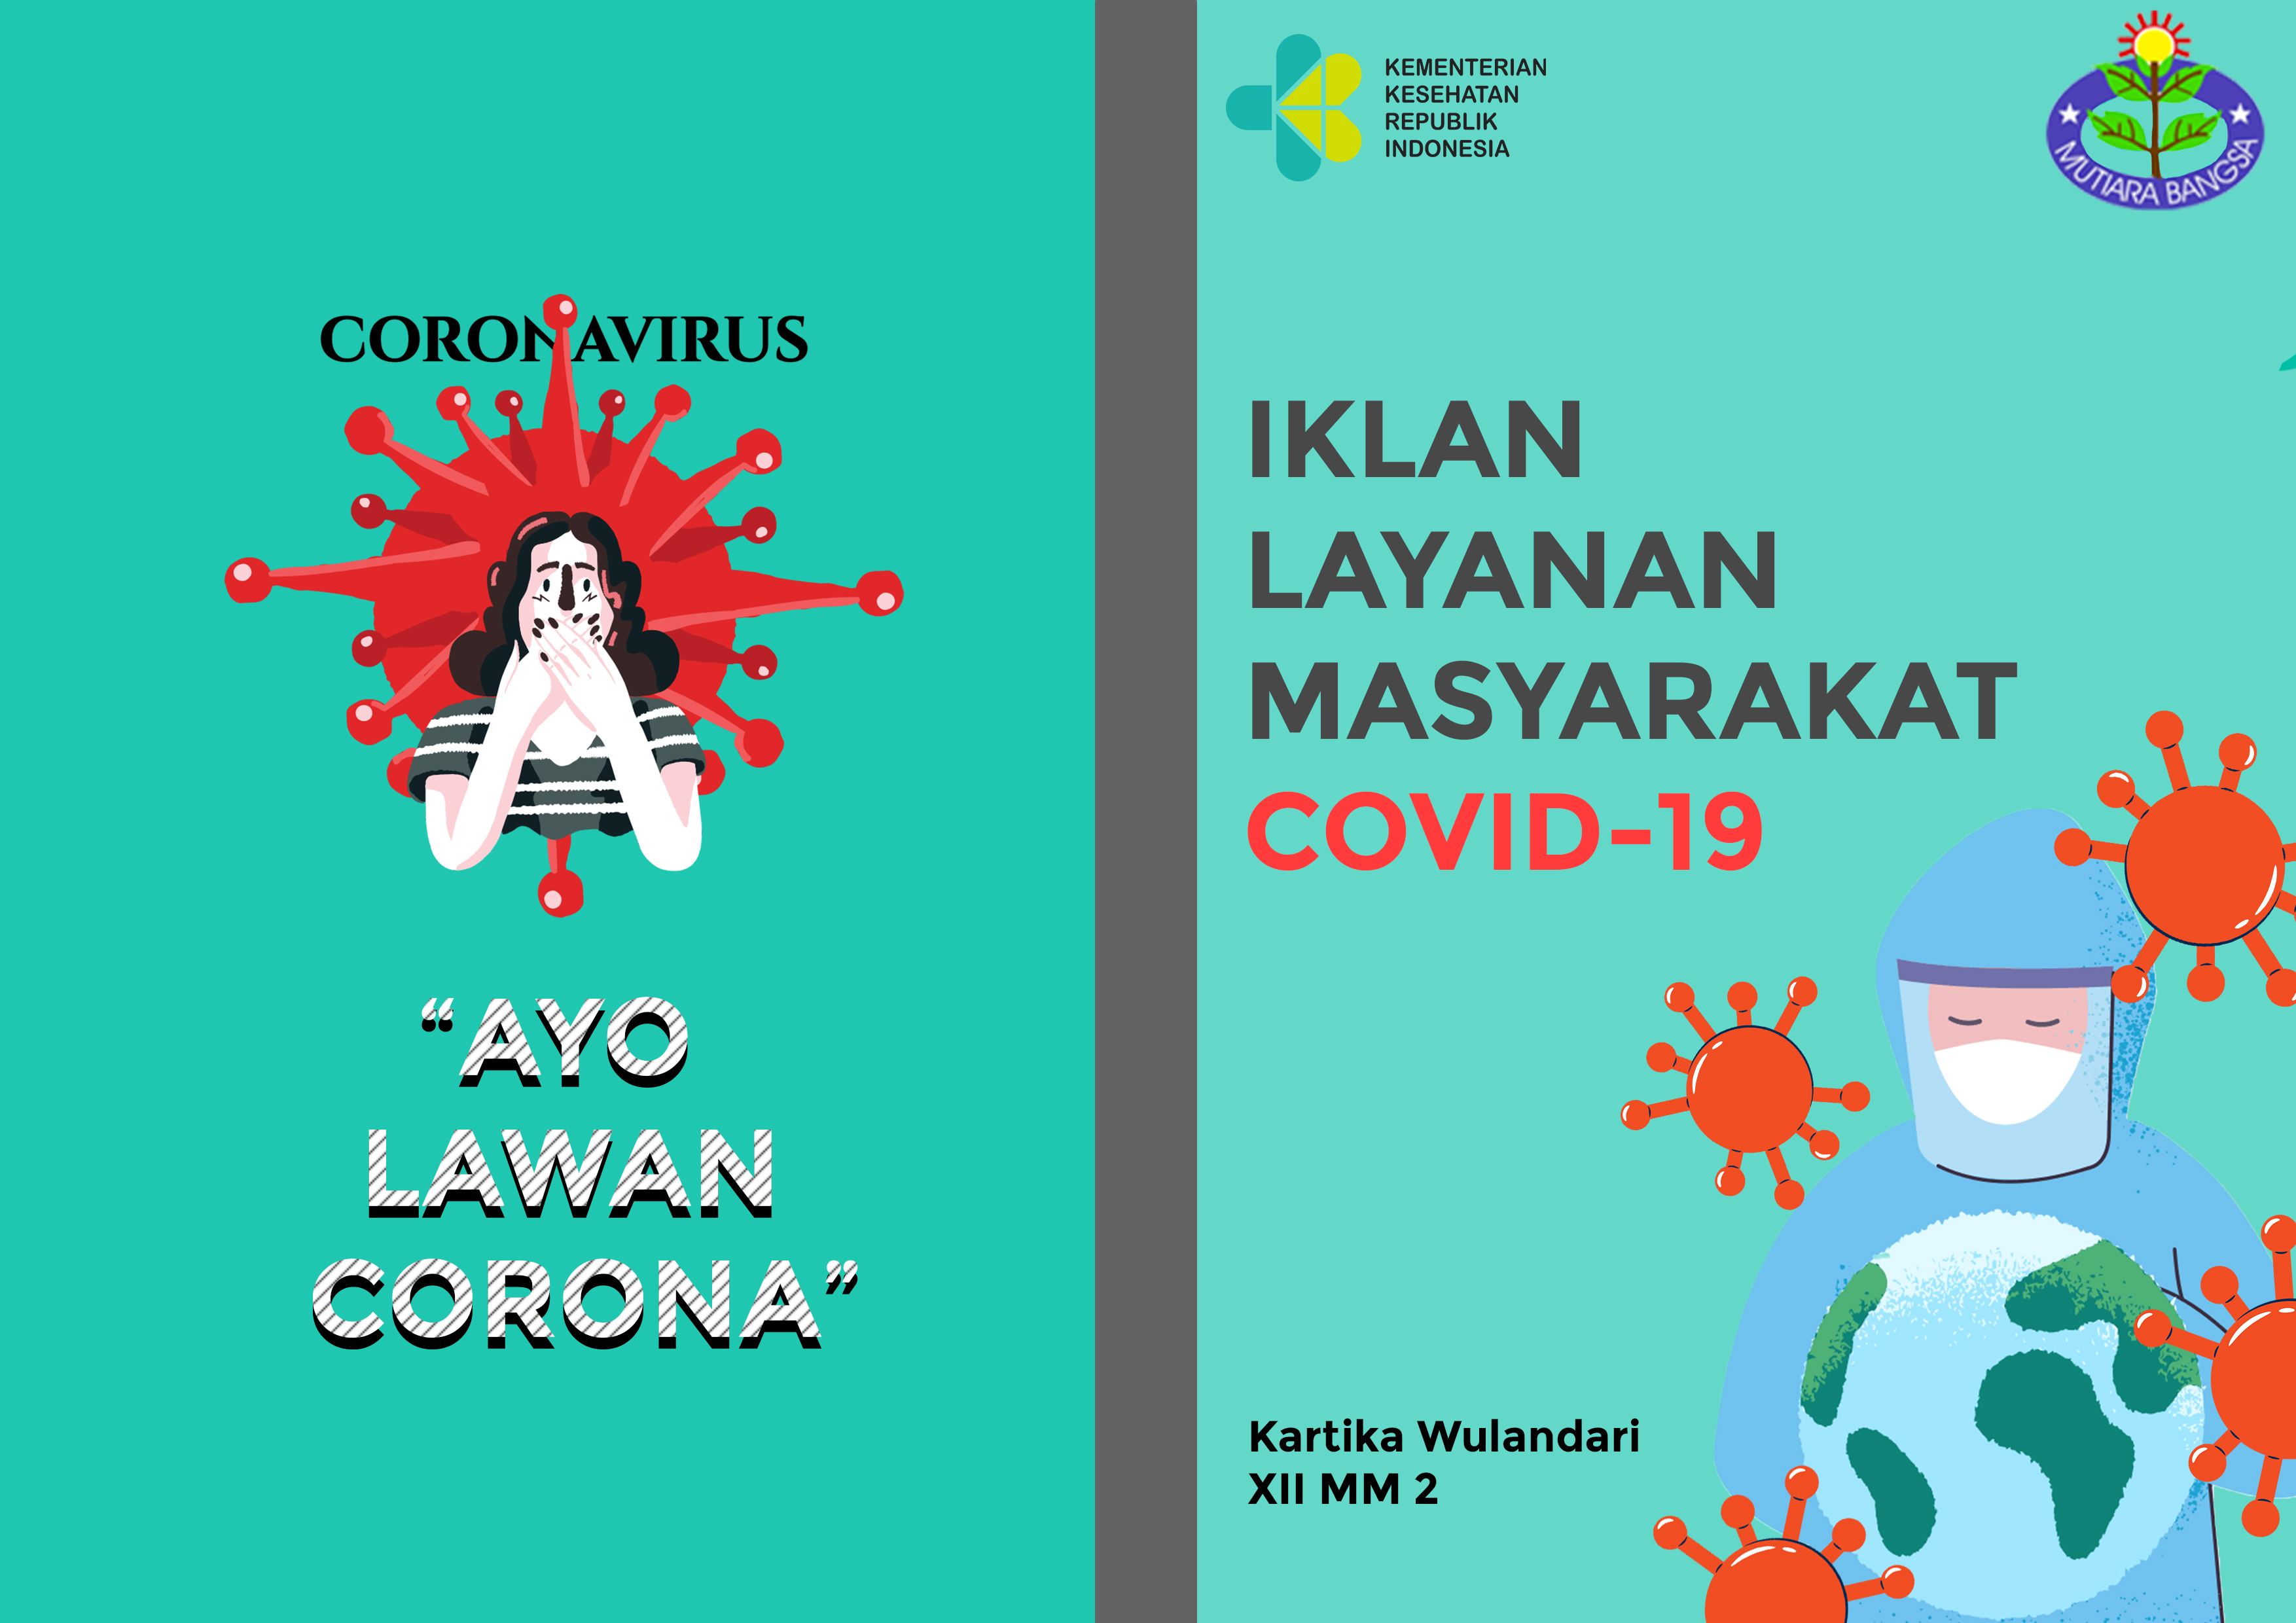 CORONAVIRUS
“AYO
LAWAN
CORONA”
KEMENTERIAN
KESEHATAN
REPUBLIK
INDONESIA
MUTIARA BANGSA
IKLAN
LAYANAN
MASYARAKAT
COVID-19
Kartika Wulandari
XII MM 2